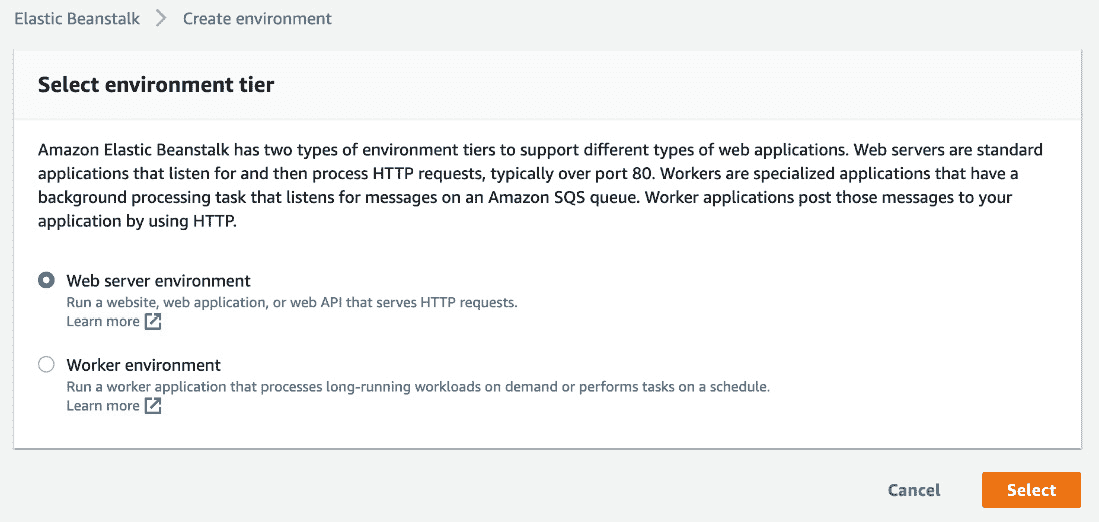 Elastic Beanstalk > Create environment
Select environment tier
Amazon Elastic Beanstalk has two types of environment tiers to support different types of web applications. Web servers are standard
applications that listen for and then process HTTP requests, typically over port 80. Workers are specialized applications that have a
background processing task that listens for messages on an Amazon SQS queue. Worker applications post those messages to your
application by using HTTP.
Web server environment
Run a website, web application, or web API that serves HTTP requests.
Learn more
Worker environment
Run a worker application that processes long-running workloads on demand or performs tasks on a schedule.
Learn more
Cancel Select